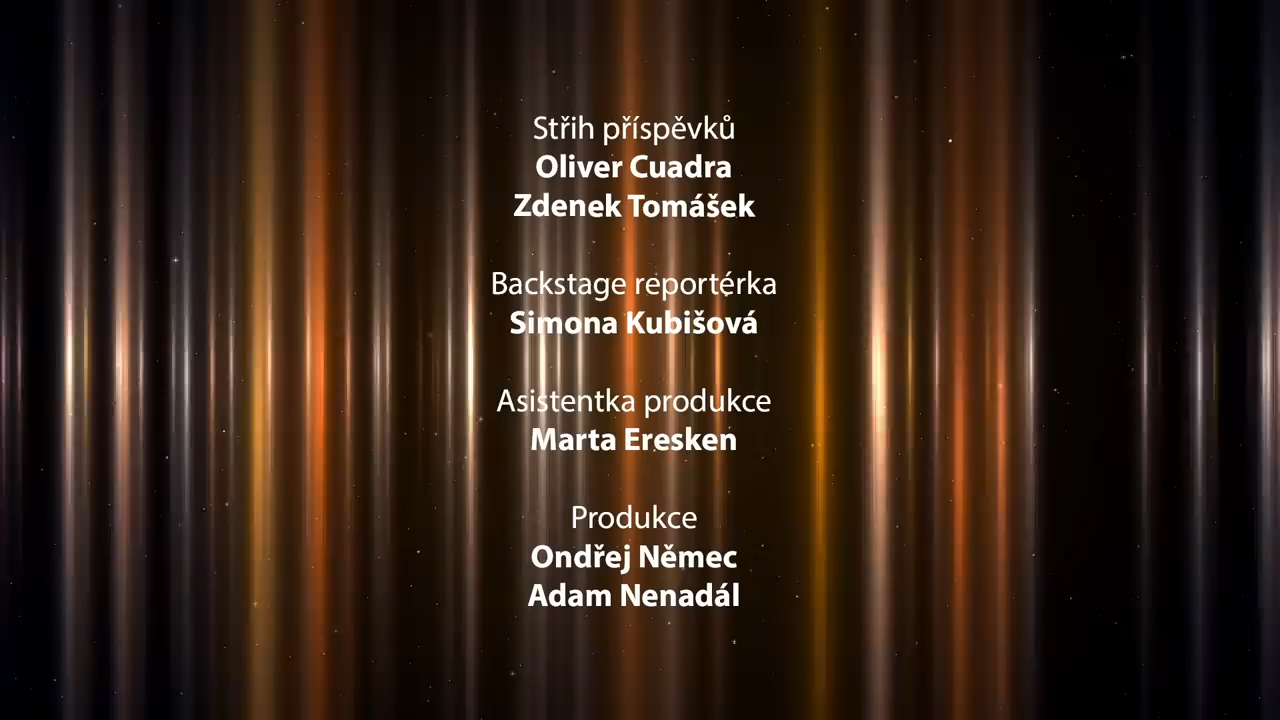 Střih příspěvků
Oliver Cuadra
Zdenek Tomášek
Backstage reportérka
Simona Kubišová
Asistentka produkce
Marta Eresken
Produkce
Ondřej Němec
Adam Nenadál